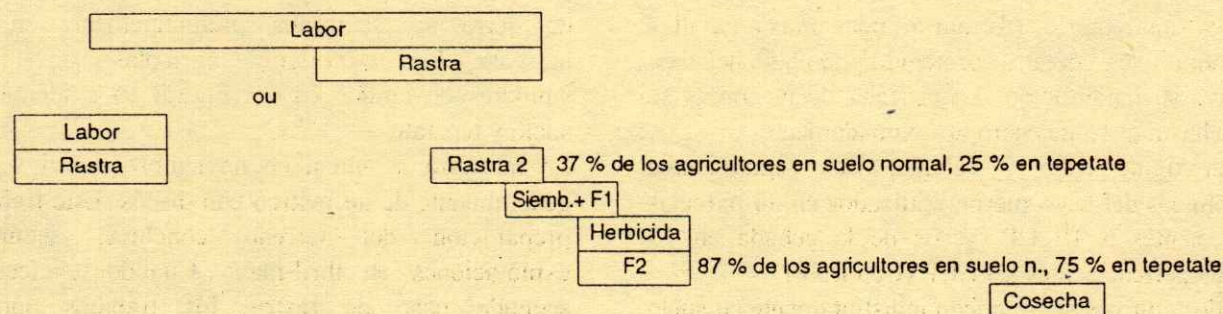 Labor
Rastra
ou
Labor
Rastra
Rastra 2 37 % de los agricultores en suelo normal, 25 % en tepetate
Siemb.+ F1
Herbicida
F2 87 % de los agricultores en suelo n., 75 % en tepetate
Cosecha